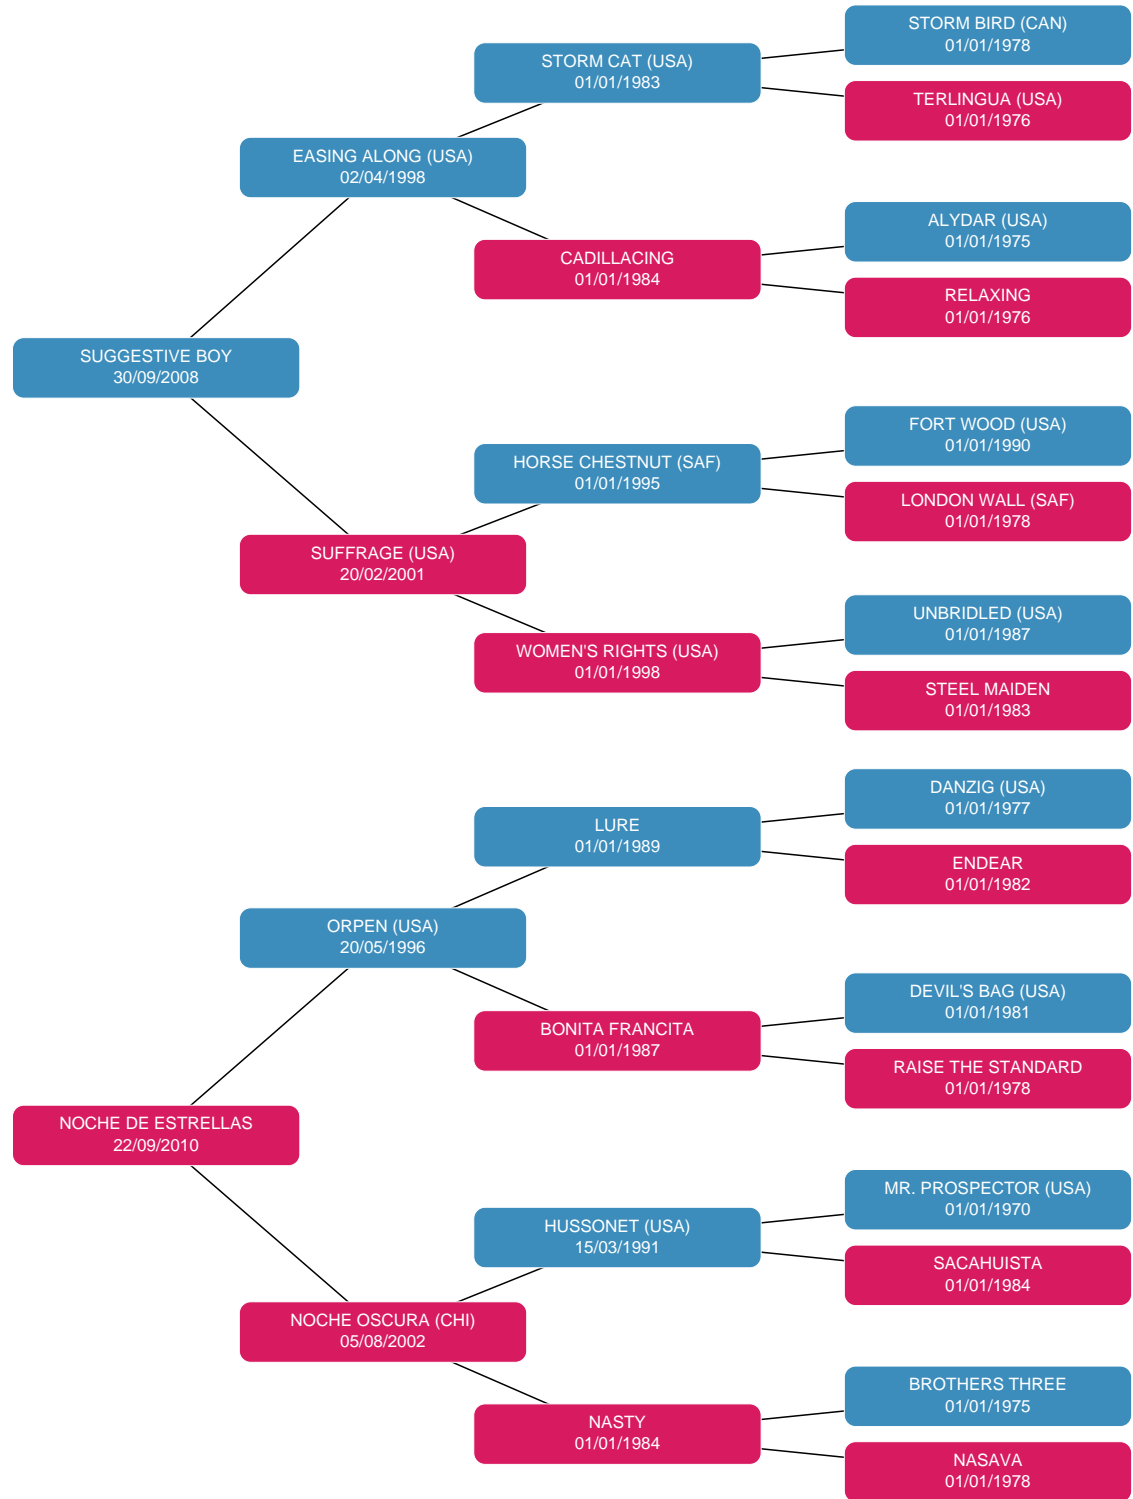 STORM BIRD (CAN)
01/01/1978
STORM CAT (USA)
01/01/1983
TERLINGUA (USA)
01/01/1976
EASING ALONG (USA)
02/04/1998
ALYDAR (USA)
01/01/1975
CADILLACING
01/01/1984
RELAXING
01/01/1976
SUGGESTIVE BOY
30/09/2008
FORT WOOD (USA)
01/01/1990
HORSE CHESTNUT (SAF)
01/01/1995
LONDON WALL (SAF)
01/01/1978
SUFFRAGE (USA)
20/02/2001
UNBRIDLED (USA)
01/01/1987
WOMEN'S RIGHTS (USA)
01/01/1998
STEEL MAIDEN
01/01/1983
DANZIG (USA)
01/01/1977
LURE
01/01/1989
ENDEAR
01/01/1982
ORPEN (USA)
20/05/1996
DEVIL'S BAG (USA)
01/01/1981
BONITA FRANCITA
01/01/1987
RAISE THE STANDARD
01/01/1978
NOCHE DE ESTRELLAS
22/09/2010
MR. PROSPECTOR (USA)
01/01/1970
HUSSONET (USA)
15/03/1991
SACAHUISTA
01/01/1984
NOCHE OSCURA (CHI)
05/08/2002
BROTHERS THREE
01/01/1975
NASTY
01/01/1984
NASAVA
01/01/1978